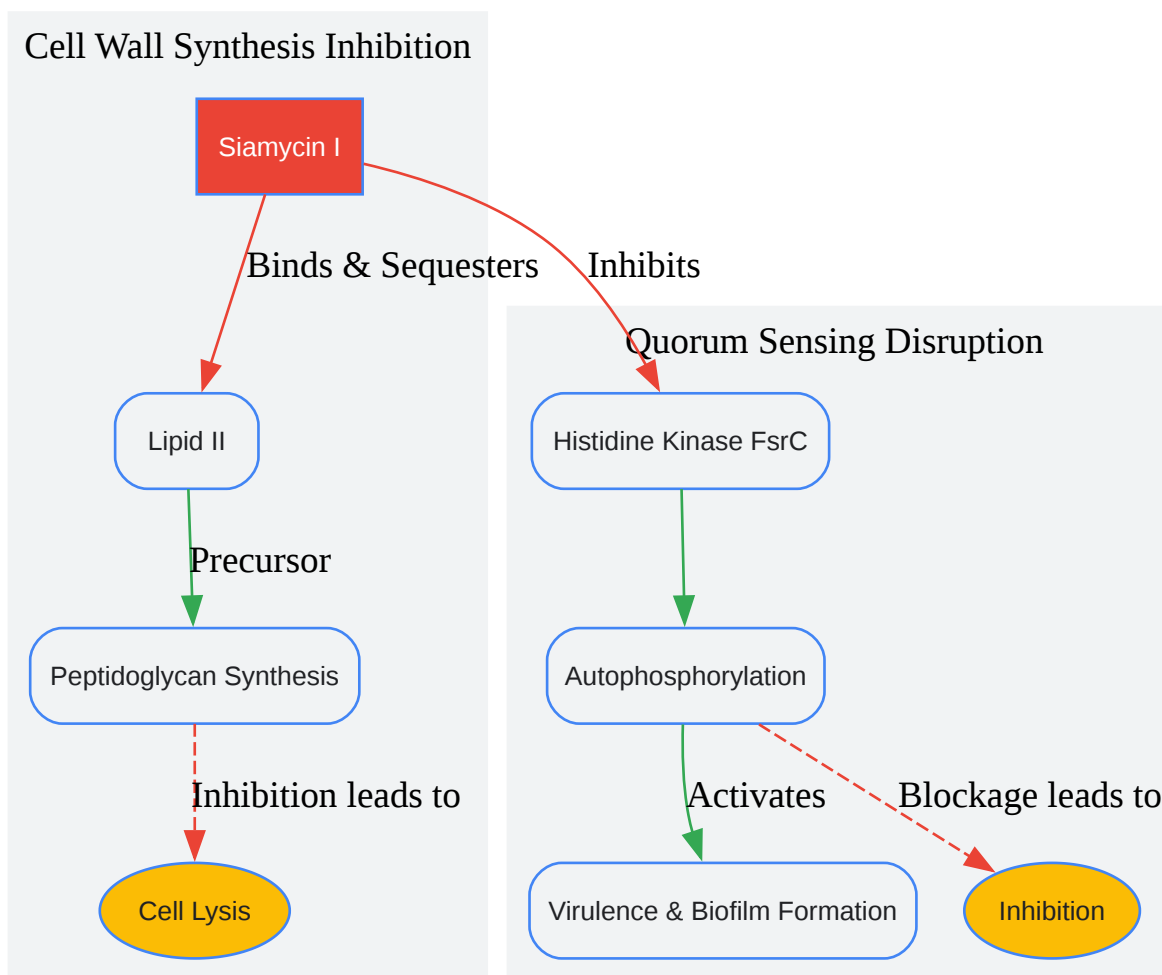 Cell Wall Synthesis Inhibition
Siamycin I
Binds & Sequesters
Inhibits
Quorum Sensing Disruption
Lipid II
Histidine Kinase FsrC
Precursor
Peptidoglycan Synthesis
Autophosphorylation
Inhibition leads to
Activates
Blockage leads to
Cell Lysis
Virulence & Biofilm Formation
Inhibition